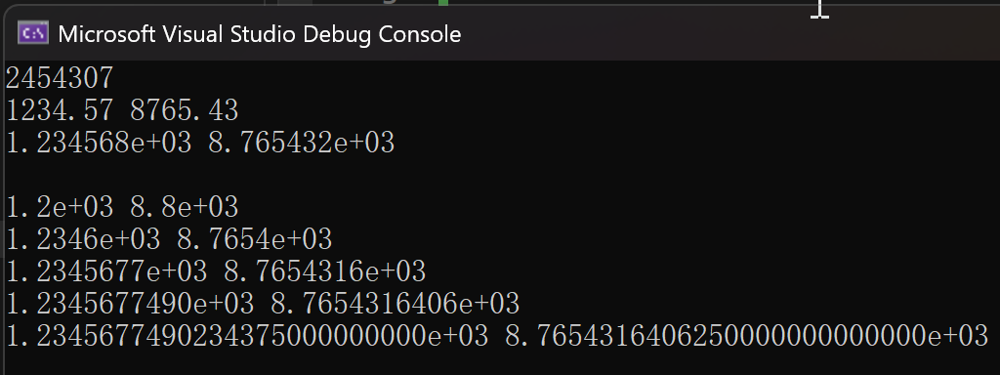 C:\ Microsoft Visual Studio Debug Console
2454307
1234.57 8765.43
1.234568e+03 8.765432e+03
1.2e+03 8.8e+03
1.2346e+03 8.7654e+03
1.2345677e+03 8.7654316e+03
1.2345677490e+03 8.7654316406e+03
1.23456774902343750000000000e+03 8.76543164062500000000000000e+03